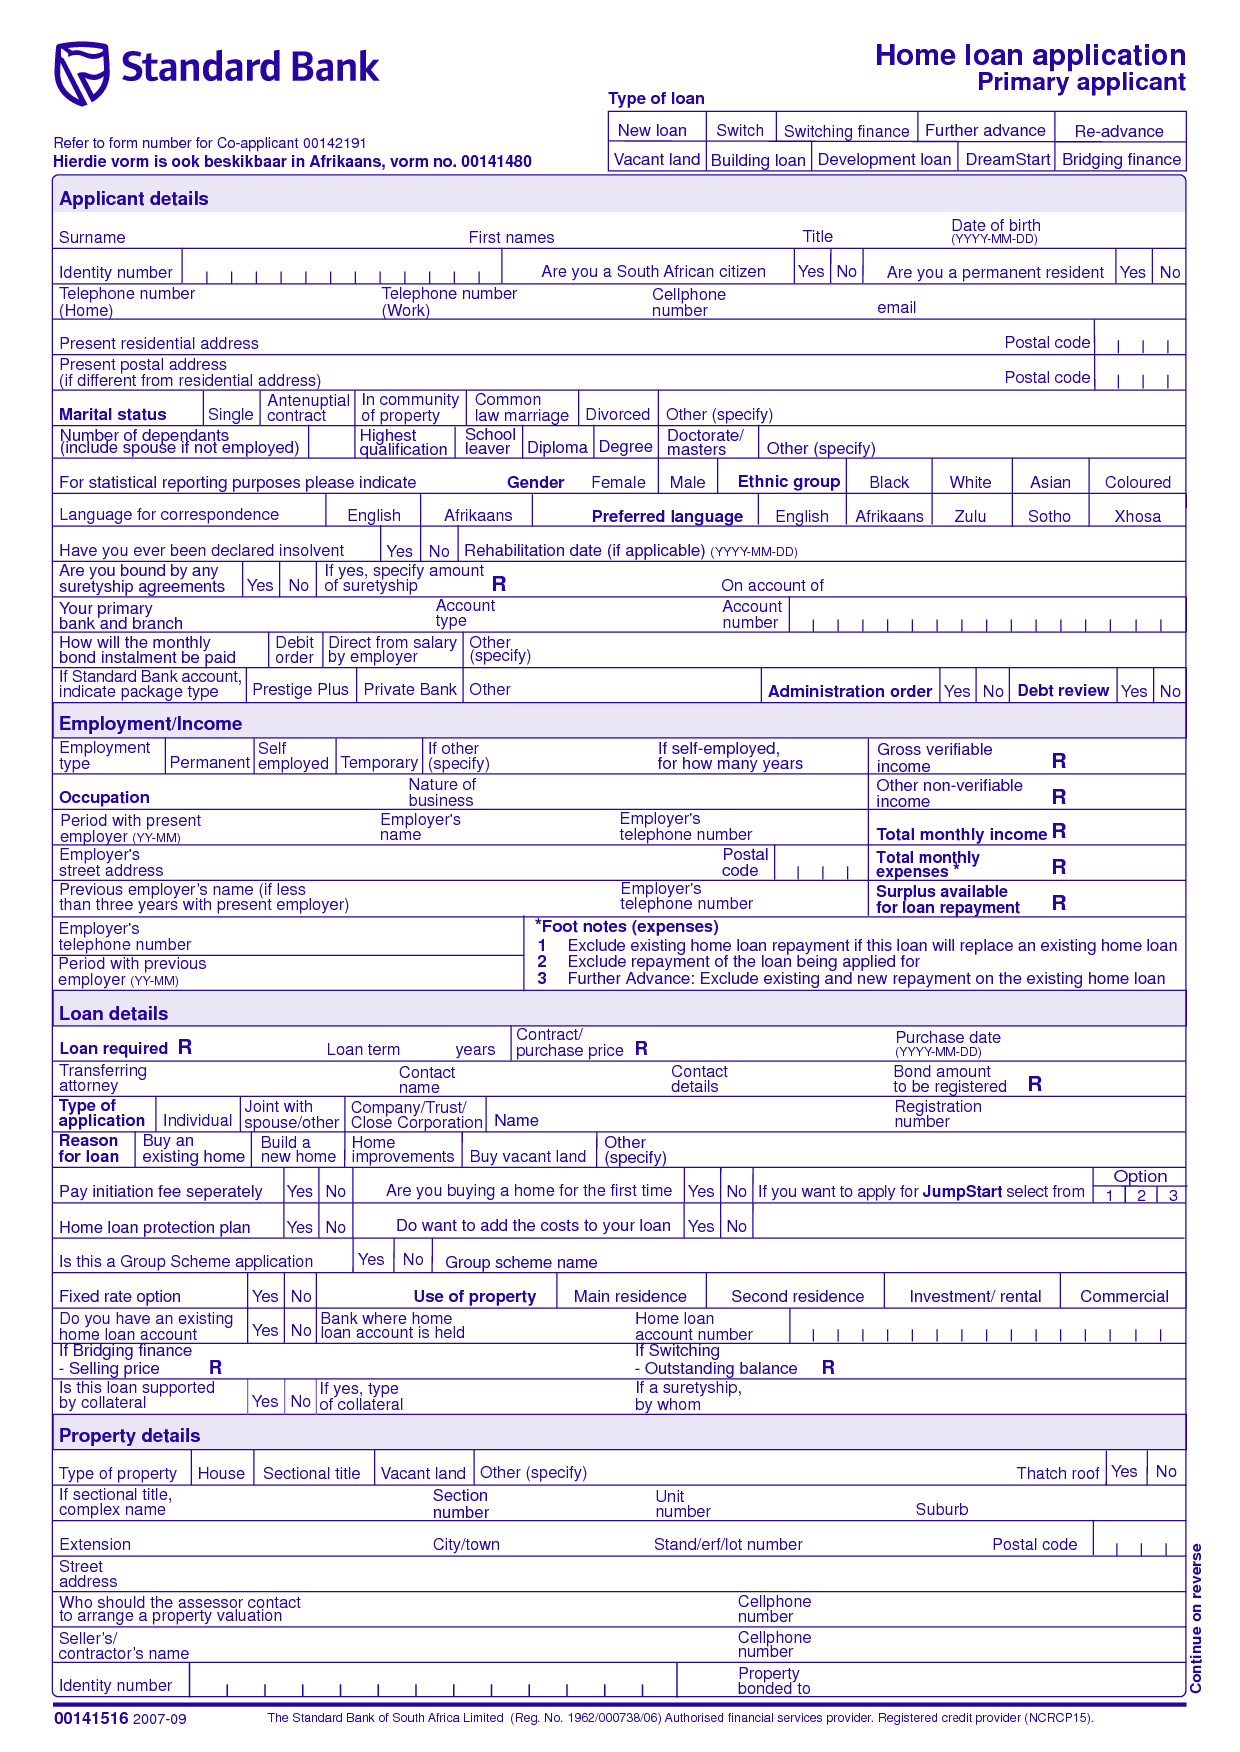 Standard Bank
Home loan application
Primary applicant
Type of loan
New loan Switch Switching finance Further advance Re-advance
Vacant land Building loan Development loan DreamStart Bridging finance
Refer to form number for Co-applicant 00142191
Hierdie vorm is ook beskikbaar in Afrikaans, vorm no. 00141480
Applicant details
Surname First names Title Date of birth (YYYY-MM-DD)
Identity number Are you a South African citizen Yes No Are you a permanent resident Yes No
Telephone number (Home) Telephone number (Work) Cellphone number email
Present residential address Postal code
Present postal address
(if different from residential address) Postal code
Marital status Single Antenuptial contract In community of property Common law marriage Divorced Other (specify)
Number of dependants (include spouse if not employed) Highest qualification School leaver Diploma Degree Doctorate/ masters Other (specify)
For statistical reporting purposes please indicate Gender Female Male Ethnic group Black White Asian Coloured
Language for correspondence English Afrikaans Preferred language English Afrikaans Zulu Sotho Xhosa
Have you ever been declared insolvent Yes No Rehabilitation date (if applicable) (YYYY-MM-DD)
Are you bound by any suretyship agreements Yes No If yes, specify amount of suretyship R On account of
Your primary bank and branch Account type Account number
How will the monthly bond instalment be paid Debit order Direct from salary by employer Other (specify)
If Standard Bank account, indicate package type Prestige Plus Private Bank Other Administration order Yes No Debt review Yes No
Employment/Income
Employment type Permanent Self employed Temporary If other (specify) If self-employed, for how many years Gross verifiable income R
Occupation Nature of business Other non-verifiable income R
Period with present employer (YY-MM) Employer's name Employer's telephone number Total monthly income R
Employer's street address Postal code Total monthly expenses * R
Previous employer's name (if less than three years with present employer) Employer's telephone number Surplus available for loan repayment R
Employer's telephone number
Period with previous employer (YY-MM)
*Foot notes (expenses)
1 Exclude existing home loan repayment if this loan will replace an existing home loan
2 Exclude repayment of the loan being applied for
3 Further Advance: Exclude existing and new repayment on the existing home loan
Loan details
Loan required R Loan term years Contract/ purchase price R Purchase date (YYYY-MM-DD)
Transferring attorney Contact name Contact details Bond amount to be registered R
Type of application Individual Joint with spouse/other Company/Trust/ Close Corporation Name Registration number
Reason for loan Buy an existing home Build a new home Home improvements Buy vacant land Other (specify)
Pay initiation fee seperately Yes No Are you buying a home for the first time Yes No If you want to apply for JumpStart select from Option 1 2 3
Home loan protection plan Yes No Do want to add the costs to your loan Yes No
Is this a Group Scheme application Yes No Group scheme name
Fixed rate option Yes No Use of property Main residence Second residence Investment/ rental Commercial
Do you have an existing home loan account Yes No Bank where home loan account is held Home loan account number
If Bridging finance - Selling price R If Switching - Outstanding balance R
Is this loan supported by collateral Yes No If yes, type of collateral If a suretyship, by whom
Property details
Type of property House Sectional title Vacant land Other (specify) Thatch roof Yes No
If sectional title, complex name Section number Unit number Suburb
Extension City/town Stand/erf/lot number Postal code
Street address
Who should the assessor contact to arrange a property valuation Cellphone number
Seller's/ contractor's name Cellphone number
Identity number Property bonded to
Continue on reverse
00141516 2007-09 The Standard Bank of South Africa Limited (Reg. No. 1962/000738/06) Authorised financial services provider. Registered credit provider (NCRCP15).